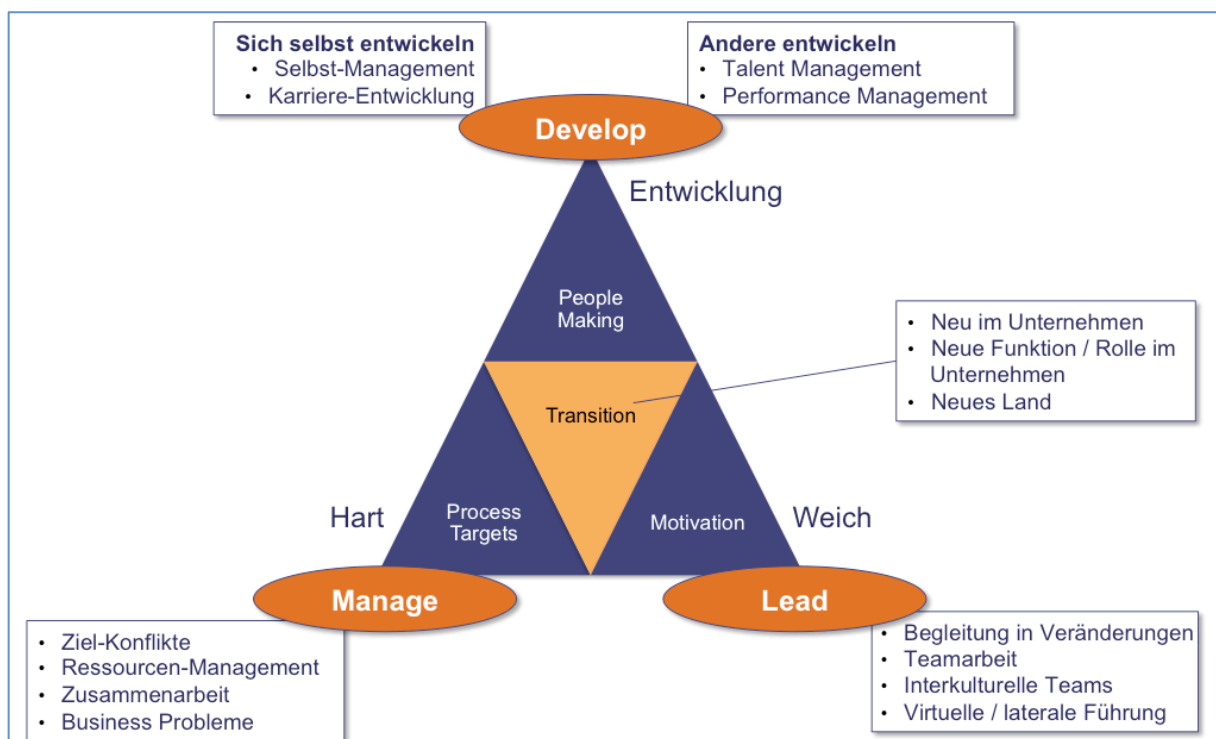 Sich selbst entwickeln
• Selbst-Management
• Karriere-Entwicklung
Andere entwickeln
• Talent Management
• Performance Management
Develop
Entwicklung
People
Making
• Neu im Unternehmen
• Neue Funktion / Rolle im
Unternehmen
• Neues Land
Transition
Hart
Process
Targets
Motivation
Weich
Manage
Lead
• Ziel-Konflikte
• Ressourcen-Management
• Zusammenarbeit
• Business Probleme
• Begleitung in Veränderungen
• Teamarbeit
• Interkulturelle Teams
• Virtuelle / laterale Führung